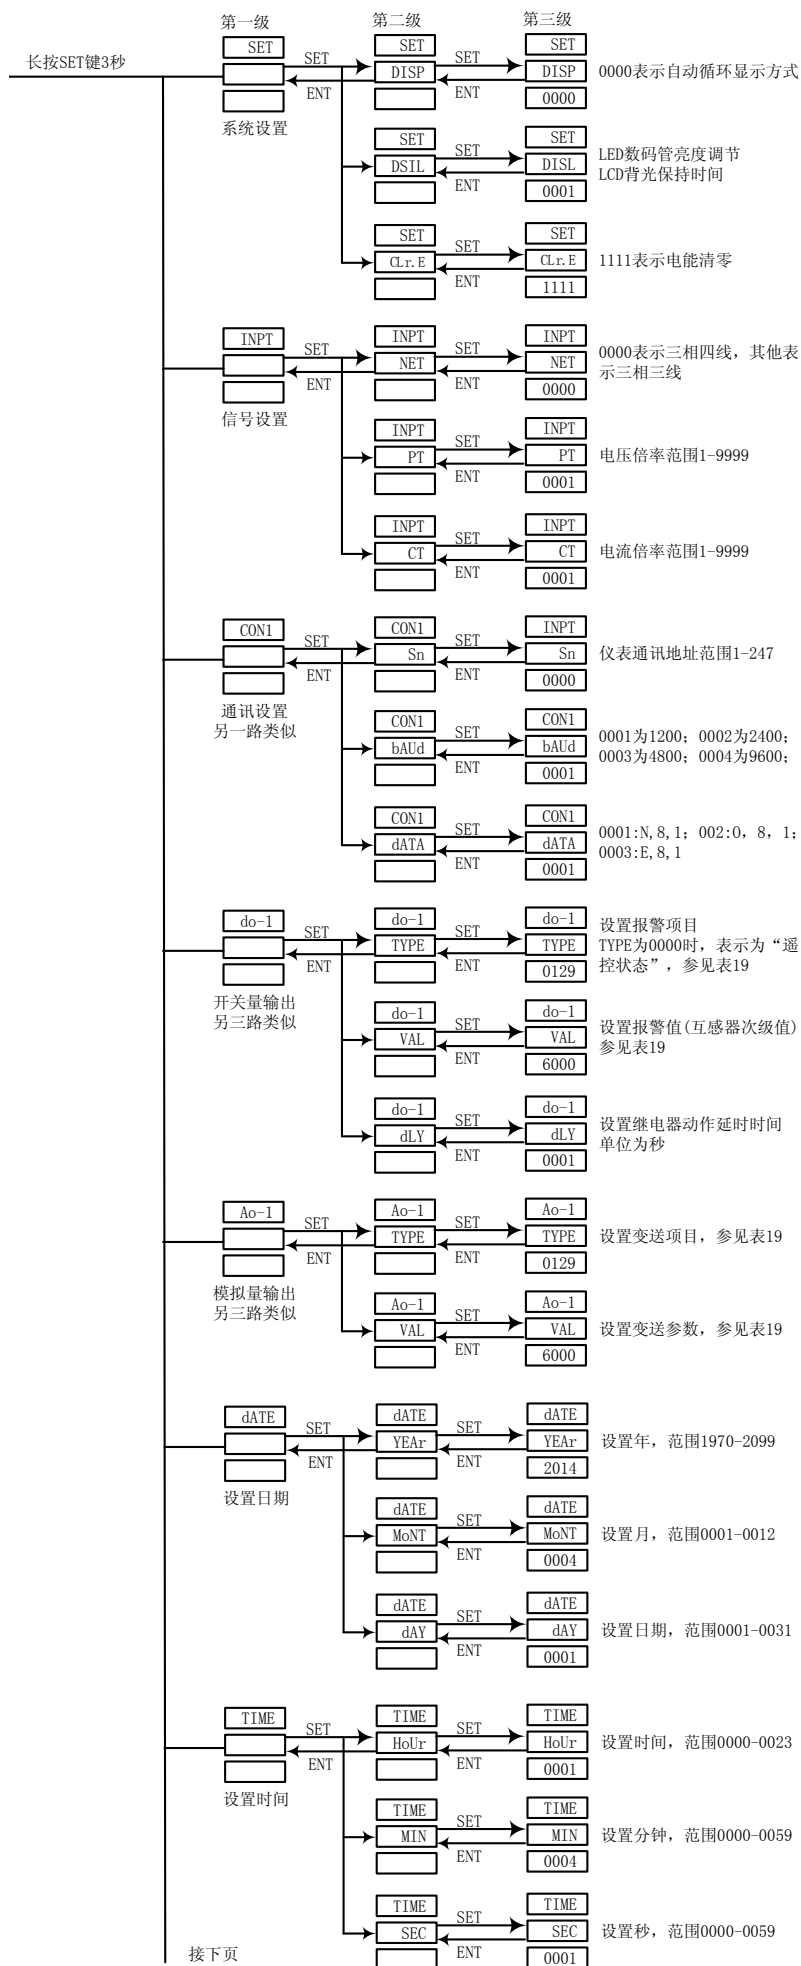 第一级 第二级 第三级
长按SET键3秒
SET SET SET
SET SET
DISP DISP 0000表示自动循环显示方式
ENT ENT
0000
系统设置
SET SET
SET
DSIL DISL LED数码管亮度调节
LCD背光保持时间
ENT
0001
SET SET
SET
CLr.E CLr.E 1111表示电能清零
ENT
1111
INPT INPT INPT
SET SET
NET NET 0000表示三相四线，其他表
示三相三线
ENT ENT
0000
信号设置
INPT INPT
SET
PT PT 电压倍率范围1-9999
ENT
0001
INPT INPT
SET
CT CT 电流倍率范围1-9999
ENT
0001
CON1 CON1 INPT
SET SET
Sn Sn 仪表通讯地址范围1-247
ENT ENT
0000
通讯设置
另一路类似
CON1 CON1
SET
bAUd bAUd 0001为1200；0002为2400；
0003为4800；0004为9600；
ENT
0001
CON1 CON1
SET
dATA dATA 0001:N,8,1；002:O，8，1；
0003:E,8,1
ENT
0001
do-1 do-1 do-1
SET SET
设置报警项目
TYPE TYPE TYPE为0000时，表示为“遥
控状态”，参见表19
ENT ENT
0129
开关量输出
另三路类似
do-1 do-1
SET
VAL VAL 设置报警值(互感器次级值)
参见表19
ENT
6000
do-1 do-1
SET
dLY dLY 设置继电器动作延时时间
单位为秒
ENT
0001
Ao-1 Ao-1 Ao-1
SET SET
TYPE TYPE 设置变送项目，参见表19
ENT ENT
0129
模拟量输出
另三路类似
Ao-1 Ao-1
SET
VAL VAL 设置变送参数，参见表19
ENT
6000
dATE dATE dATE
SET SET
YEAr YEAr 设置年，范围1970-2099
ENT ENT
2014
设置日期
dATE dATE
SET
MoNT MoNT 设置月，范围0001-0012
ENT
0004
dATE dATE
SET
dAY dAY 设置日期，范围0001-0031
ENT
0001
TIME TIME TIME
SET SET
HoUr HoUr 设置时间，范围0000-0023
ENT ENT
0001
设置时间
TIME TIME
SET
MIN MIN 设置分钟，范围0000-0059
ENT
0004
TIME TIME
SET
SEC SEC 设置秒，范围0000-0059
ENT
0001
接下页